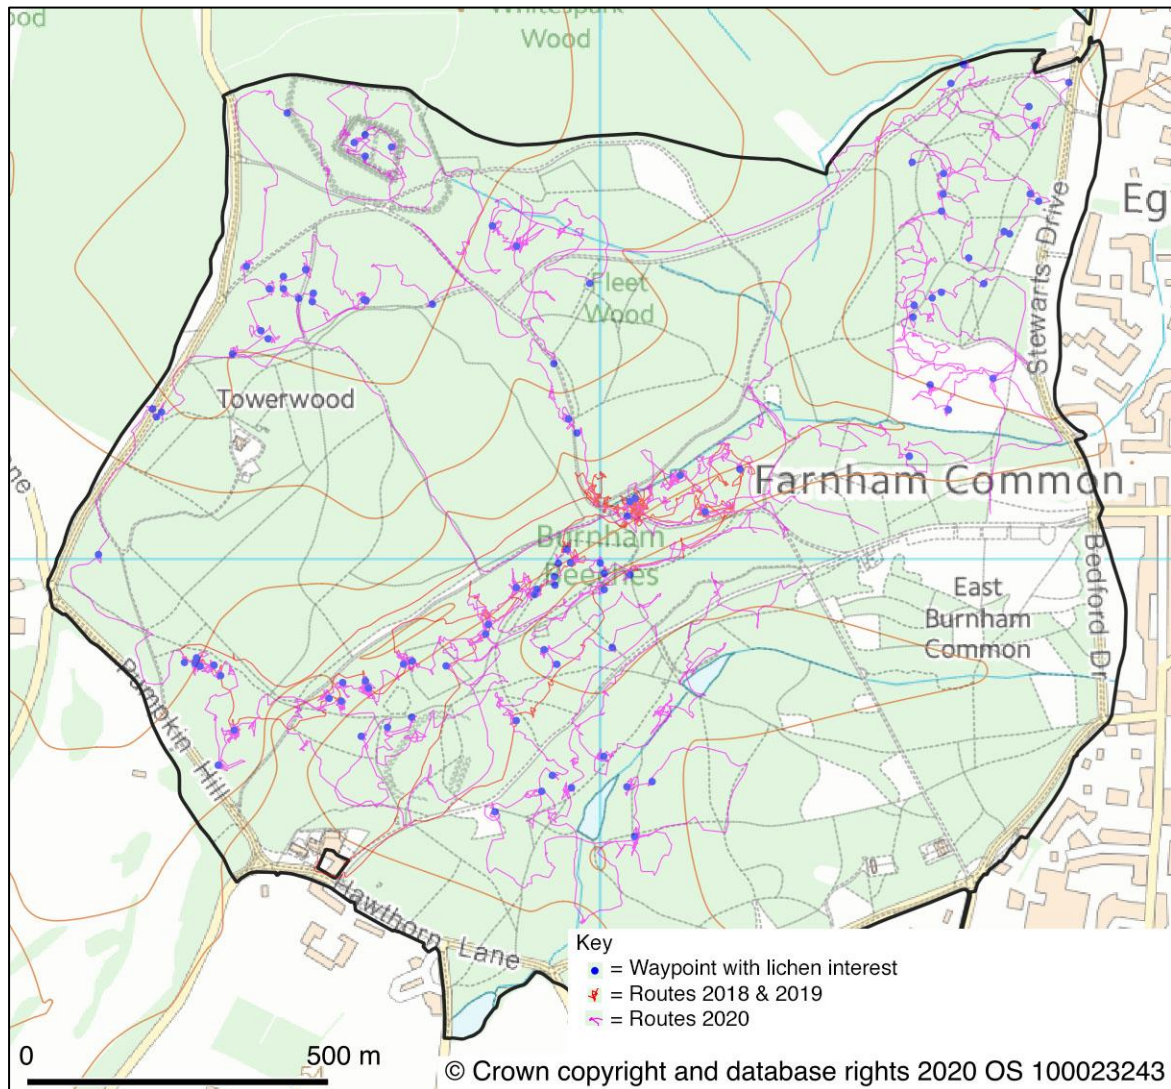 Wood
Eg
Stewarts Drive
Fleet
Wood
Towerwood
Farnham Common
Burnham
Beeches
East
Burnham
Common
Bedford Dr
Pumpkin Hill
Hawthorn Lane
Key
= Waypoint with lichen interest
= Routes 2018 & 2019
= Routes 2020
0 500 m
54
© Crown copyright and database rights 2020 OS 100023243